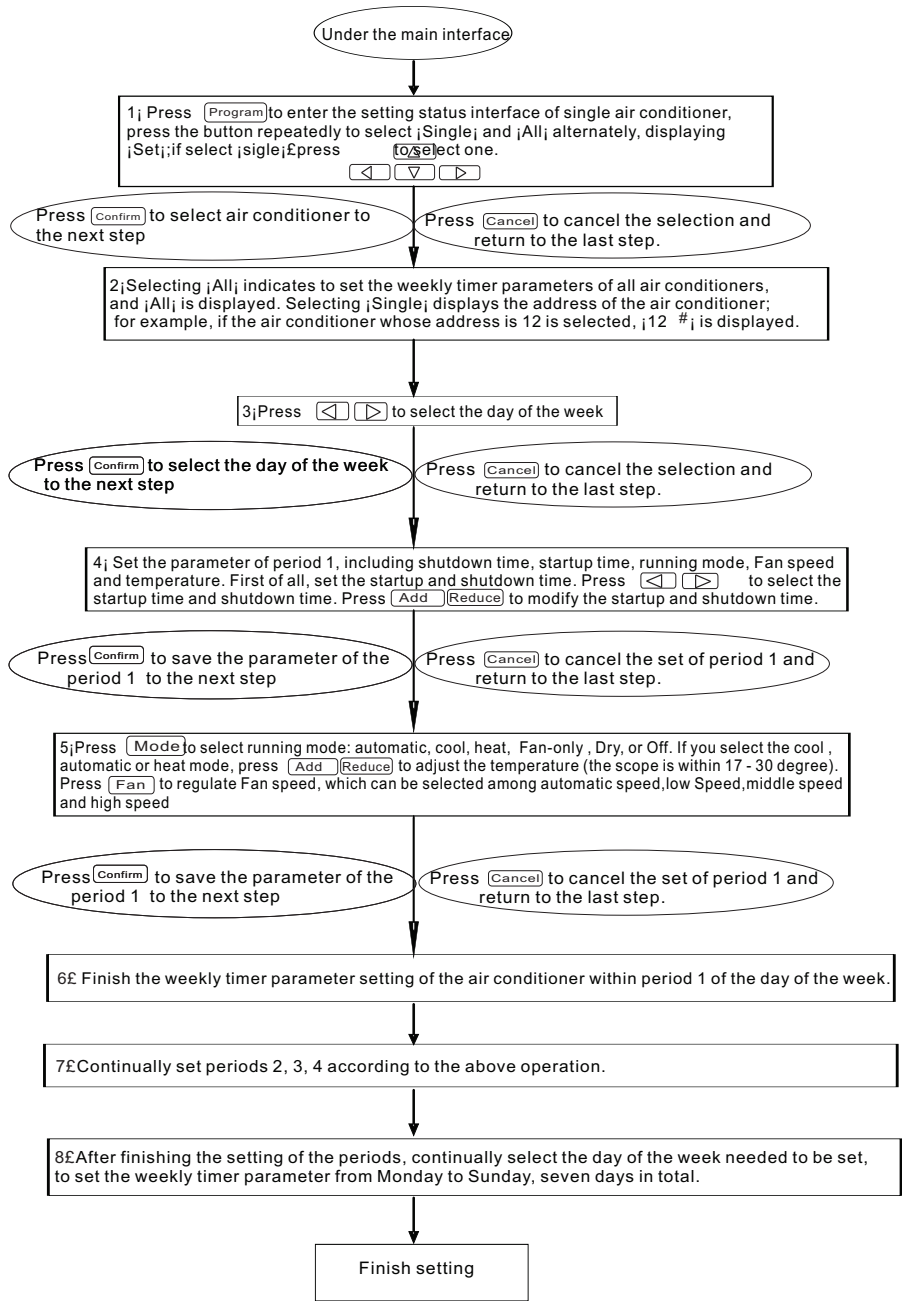 Under the main interface
1¡ Press Program to enter the setting status interface of single air conditioner,
press the button repeatedly to select ¡Single¡ and ¡All¡ alternately, displaying
¡Set¡;if select ¡sigle¡£press to select one.
Press Confirm to select air conditioner to
the next step
Press Cancel to cancel the selection and
return to the last step.
2¡Selecting ¡All¡ indicates to set the weekly timer parameters of all air conditioners,
and ¡All¡ is displayed. Selecting ¡Single¡ displays the address of the air conditioner;
for example, if the air conditioner whose address is 12 is selected, ¡12 #¡ is displayed.
3¡Press ◁ ▷ to select the day of the week
Press Confirm to select the day of the week
to the next step
Press Cancel to cancel the selection and
return to the last step.
4¡ Set the parameter of period 1, including shutdown time, startup time, running mode, Fan speed
and temperature. First of all, set the startup and shutdown time. Press ◁ ▷ to select the
startup time and shutdown time. Press Add Reduce to modify the startup and shutdown time.
Press Confirm to save the parameter of the
period 1 to the next step
Press Cancel to cancel the set of period 1 and
return to the last step.
5¡Press Mode to select running mode: automatic, cool, heat, Fan-only , Dry, or Off. If you select the cool ,
automatic or heat mode, press Add Reduce to adjust the temperature (the scope is within 17 - 30 degree).
Press Fan to regulate Fan speed, which can be selected among automatic speed,low Speed,middle speed
and high speed
Press Confirm to save the parameter of the
period 1 to the next step
Press Cancel to cancel the set of period 1 and
return to the last step.
6£ Finish the weekly timer parameter setting of the air conditioner within period 1 of the day of the week.
7£Continually set periods 2, 3, 4 according to the above operation.
8£After finishing the setting of the periods, continually select the day of the week needed to be set,
to set the weekly timer parameter from Monday to Sunday, seven days in total.
Finish setting